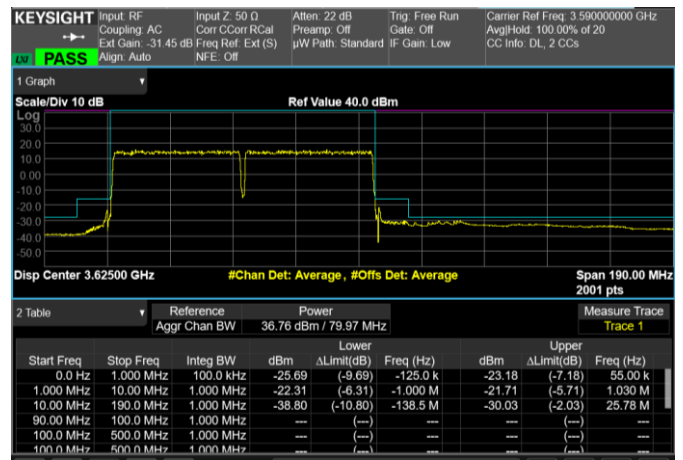 KEYSIGHT Input: RF Input Z: 50 Ω Atten: 22 dB Trig: Free Run Carrier Ref Freq: 3.590000000 GHz
Coupling: AC Corr CCorr RCal Preamp: Off Gate: Off Avg|Hold: 100.00% of 20
Ext Gain: -31.45 dB Freq Ref: Ext (S) µW Path: Standard IF Gain: Low CC Info: DL, 2 CCs
LXI PASS Align: Auto NFE: Off
1 Graph
Scale/Div 10 dB Ref Value 40.0 dBm
Log
30.0
20.0
10.0
0.00
-10.0
-20.0
-30.0
-40.0
-50.0
Disp Center 3.62500 GHz #Chan Det: Average, #Offs Det: Average Span 190.00 MHz
2001 pts
2 Table Reference Power Measure Trace
Aggr Chan BW 36.76 dBm / 79.97 MHz Trace 1
Lower Upper
Start Freq Stop Freq Integ BW dBm ΔLimit(dB) Freq (Hz) dBm ΔLimit(dB) Freq (Hz)
0.0 Hz 1.000 MHz 100.0 kHz -25.69 (-9.69) -125.0 k -23.18 (-7.18) 55.00 k
1.000 MHz 10.00 MHz 1.000 MHz -22.31 (-6.31) -1.000 M -21.71 (-5.71) 1.030 M
10.00 MHz 190.0 MHz 1.000 MHz -38.80 (-10.80) -138.5 M -30.03 (-2.03) 25.78 M
90.00 MHz 100.0 MHz 1.000 MHz --- (---) --- --- (---) ---
100.0 MHz 500.0 MHz 1.000 MHz --- (---) --- --- (---) ---
100.0 MHz 500.0 MHz 1.000 MHz --- (---) --- --- (---) ---